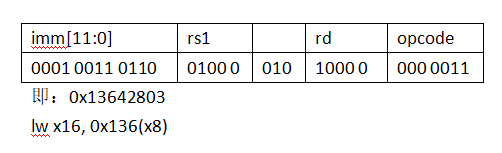 imm[11:0] rs1 rd opcode
0001 0011 0110 0100 0 010 1000 0 000 0011
即：0x13642803
lw x16, 0x136(x8)